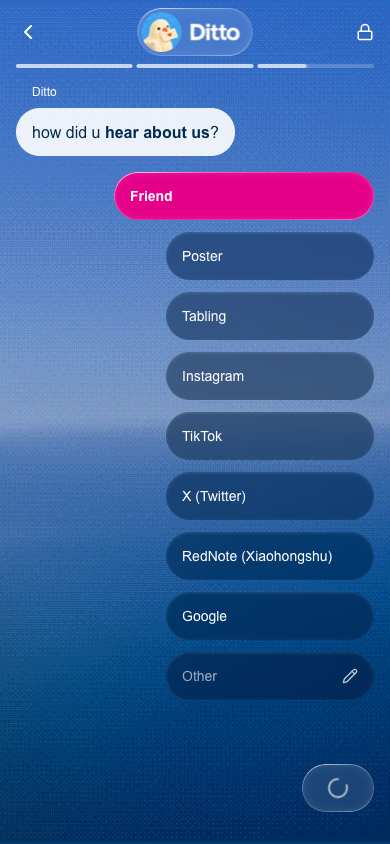 Ditto
Ditto
how did u hear about us?
Friend
Poster
Tabling
Instagram
TikTok
X (Twitter)
RedNote (Xiaohongshu)
Google
Other